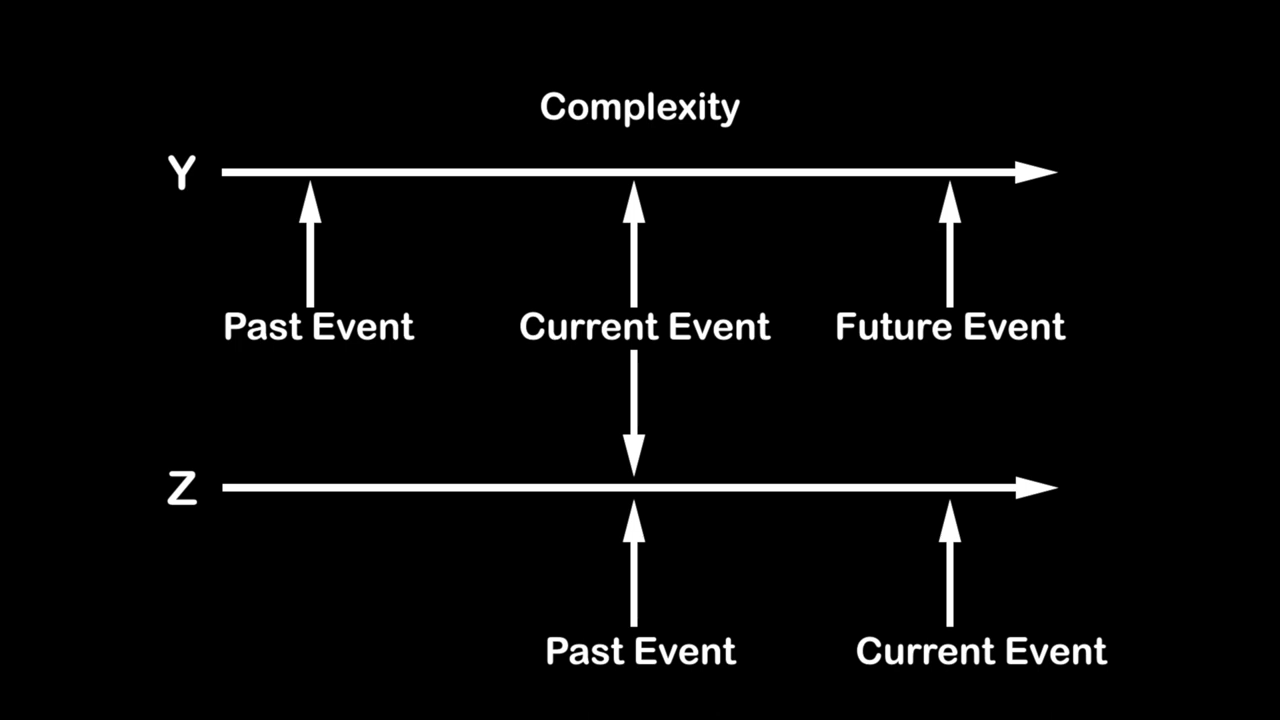 Complexity
Y
Past Event Current Event Future Event
Z
Past Event Current Event